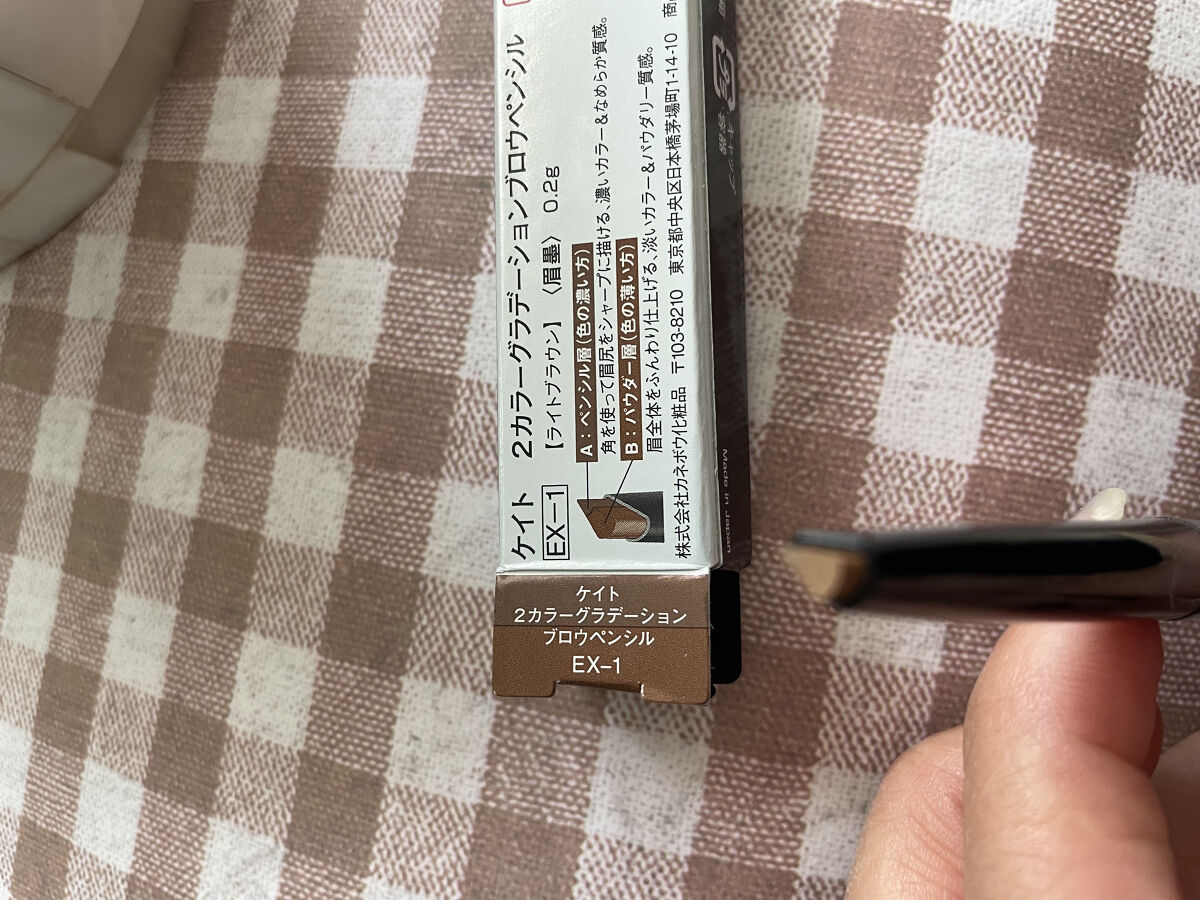 ケイト　2カラーグラデーションブロウペンシル
EX-1 【ライトブラウン】 〈眉墨〉 0.2g
A：ペンシル層(色の濃い方)
角を使って眉尻をシャープに描ける、濃いカラー&なめらか質感。
B：パウダー層(色の薄い方)
眉全体をふんわり仕上げる、淡いカラー&パウダリー質感。
株式会社カネボウ化粧品 〒103-8210 東京都中央区日本橋茅場町1-14-10 商
Made in Japan
ケイト
2カラーグラデーション
ブロウペンシル
EX-1